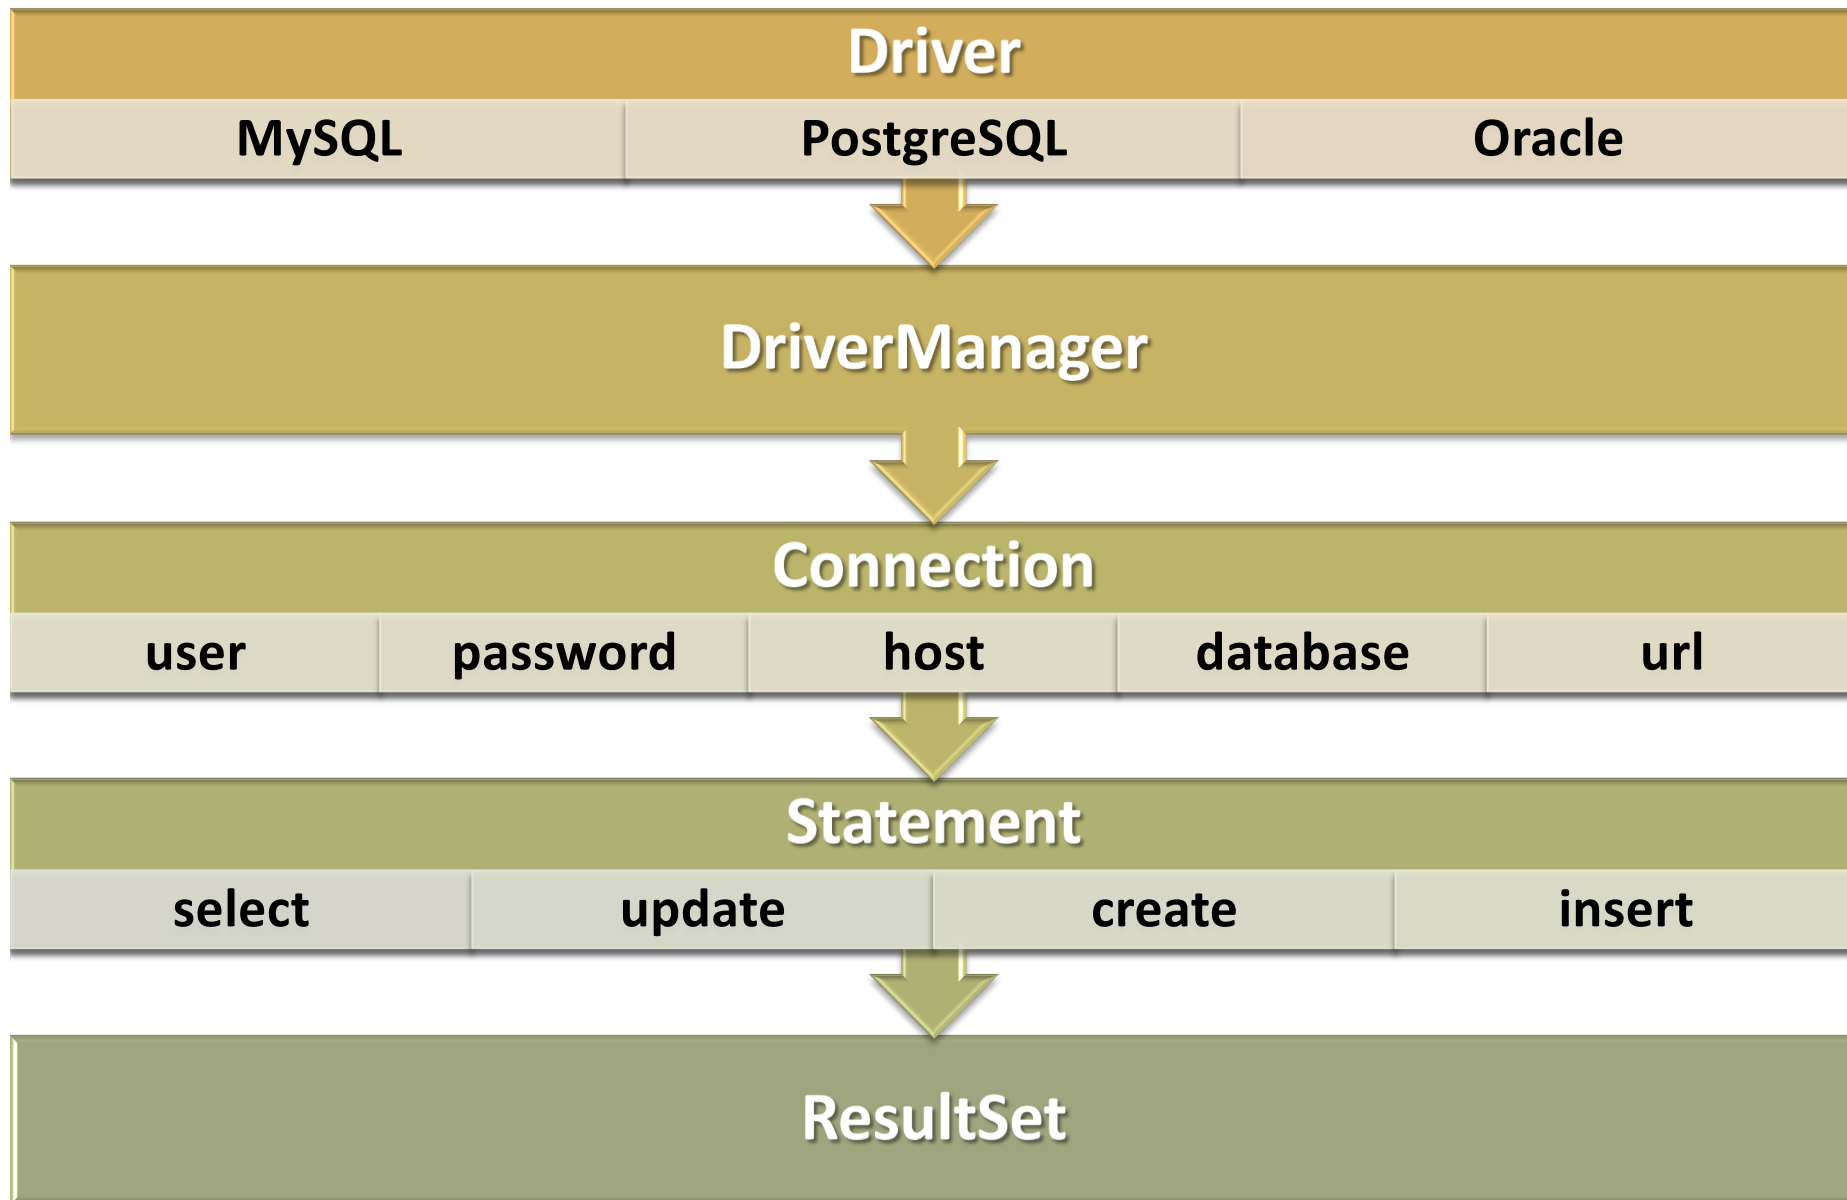 Driver
MySQL PostgreSQL Oracle
DriverManager
Connection
user password host database url
Statement
select update create insert
ResultSet